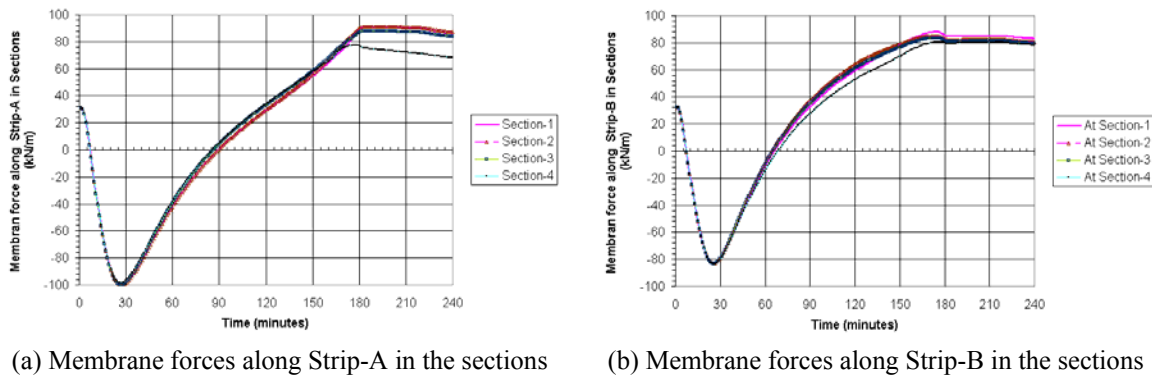 Membrane force along Strip-A in Sections
(kN/m)
100
80
60
40
20
0
-20
-40
-60
-80
-100
0 30 60 90 120 150 180 210 240
Time (minutes)
Section-1
Section-2
Section-3
Section-4
Membran force along Strip-B in Sections
(kN/m)
100
80
60
40
20
0
-20
-40
-60
-80
-100
0 30 60 90 120 150 180 210 240
Time (minutes)
At Section-1
At Section-2
At Section-3
At Section-4
(a) Membrane forces along Strip-A in the sections
(b) Membrane forces along Strip-B in the sections